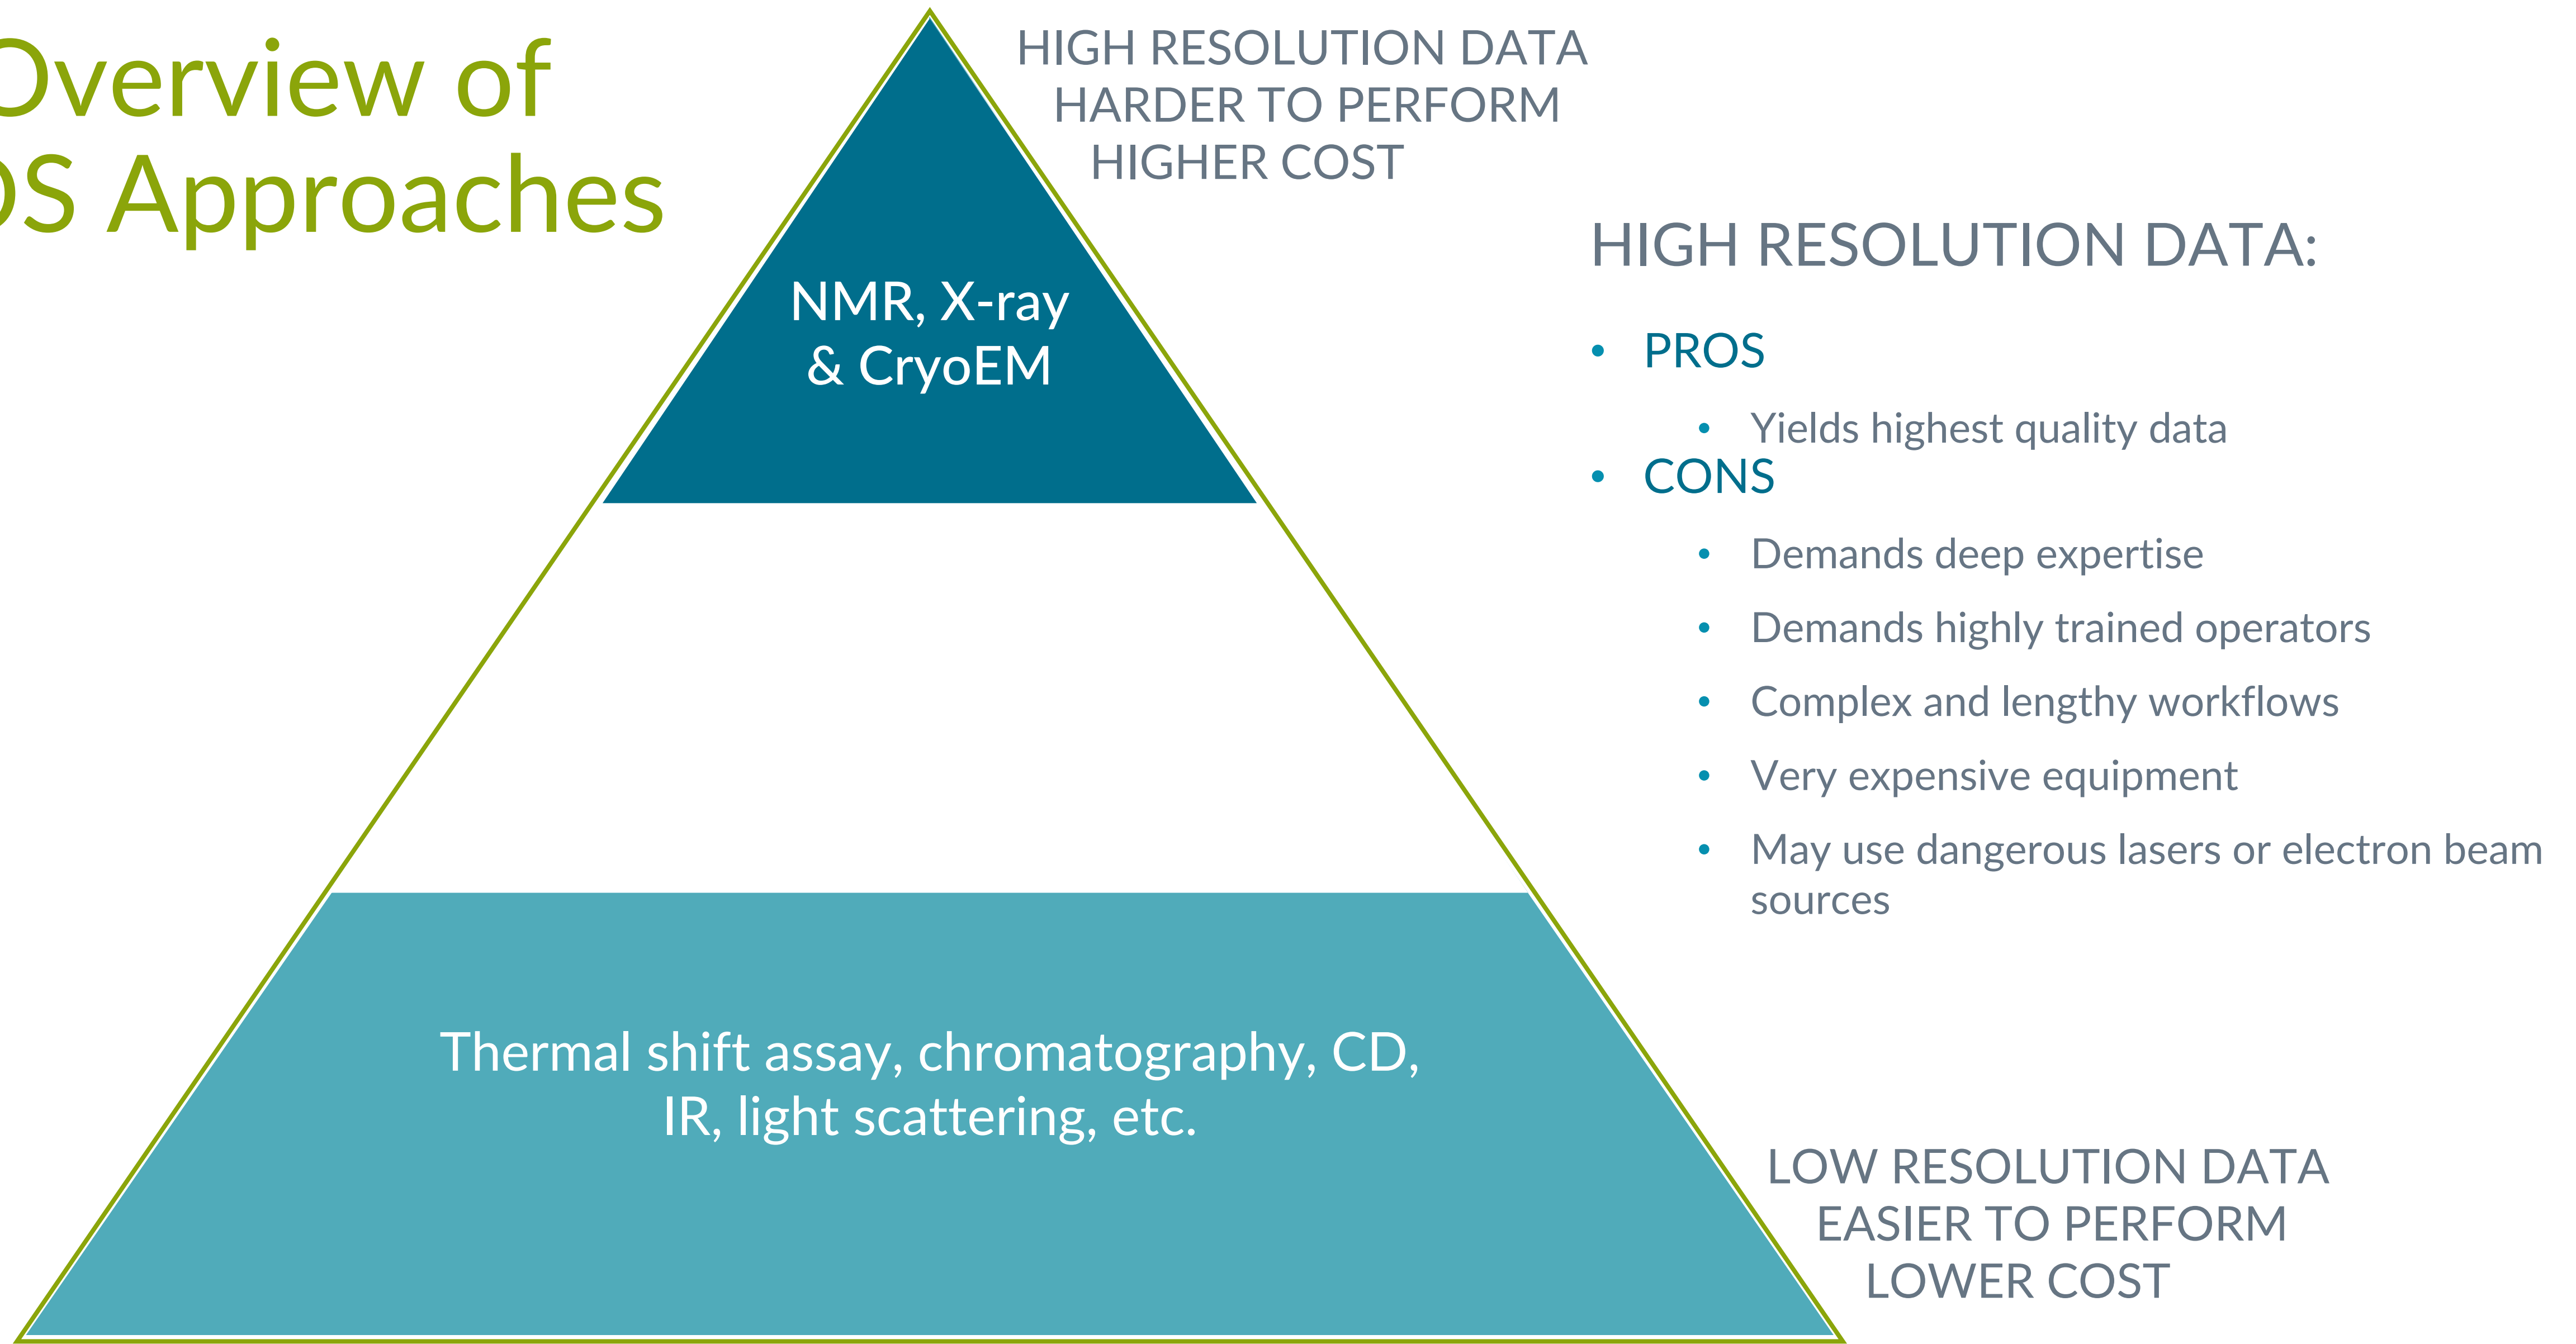 Overview of
OS Approaches
HIGH RESOLUTION DATA
HARDER TO PERFORM
HIGHER COST
NMR, X-ray
& CryoEM
HIGH RESOLUTION DATA:
• PROS
• Yields highest quality data
• CONS
• Demands deep expertise
• Demands highly trained operators
• Complex and lengthy workflows
• Very expensive equipment
• May use dangerous lasers or electron beam
sources
Thermal shift assay, chromatography, CD,
IR, light scattering, etc.
LOW RESOLUTION DATA
EASIER TO PERFORM
LOWER COST